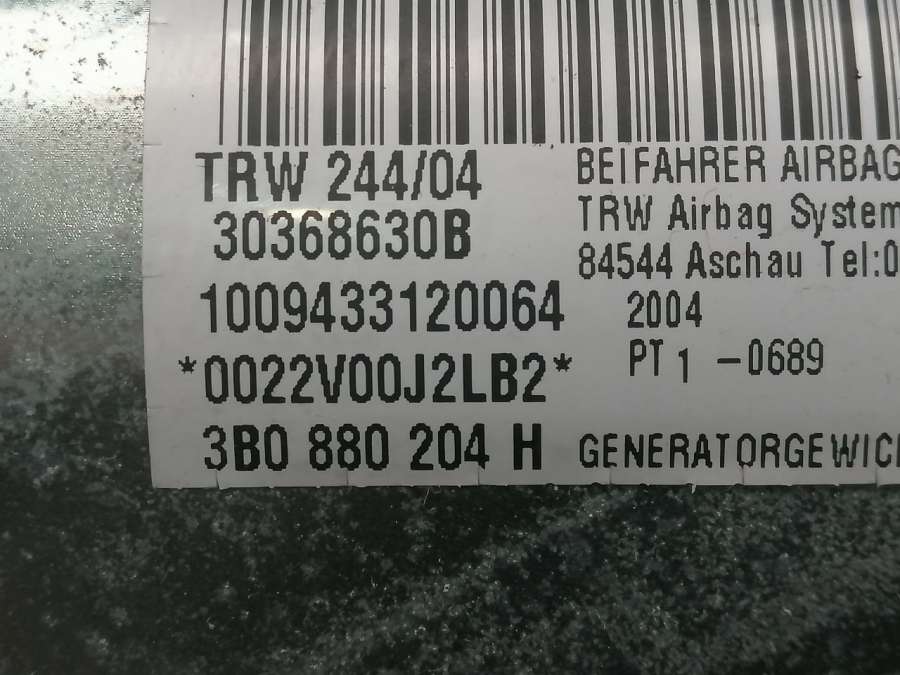 TRW 244/04
30368630B
1009433120064
*0022V00J2LB2*
3B0 880 204 H
BEIFAHRER AIRBAG
TRW Airbag System
84544 Aschau Tel:0
2004
PT 1 -0689
GENERATORGEWICH